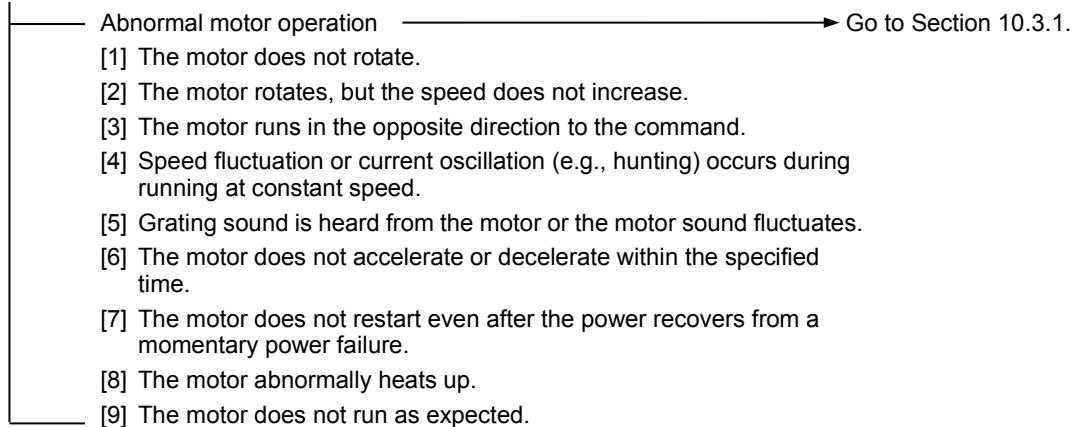 Abnormal motor operation Go to Section 10.3.1.
[1] The motor does not rotate.
[2] The motor rotates, but the speed does not increase.
[3] The motor runs in the opposite direction to the command.
[4] Speed fluctuation or current oscillation (e.g., hunting) occurs during
running at constant speed.
[5] Grating sound is heard from the motor or the motor sound fluctuates.
[6] The motor does not accelerate or decelerate within the specified
time.
[7] The motor does not restart even after the power recovers from a
momentary power failure.
[8] The motor abnormally heats up.
[9] The motor does not run as expected.